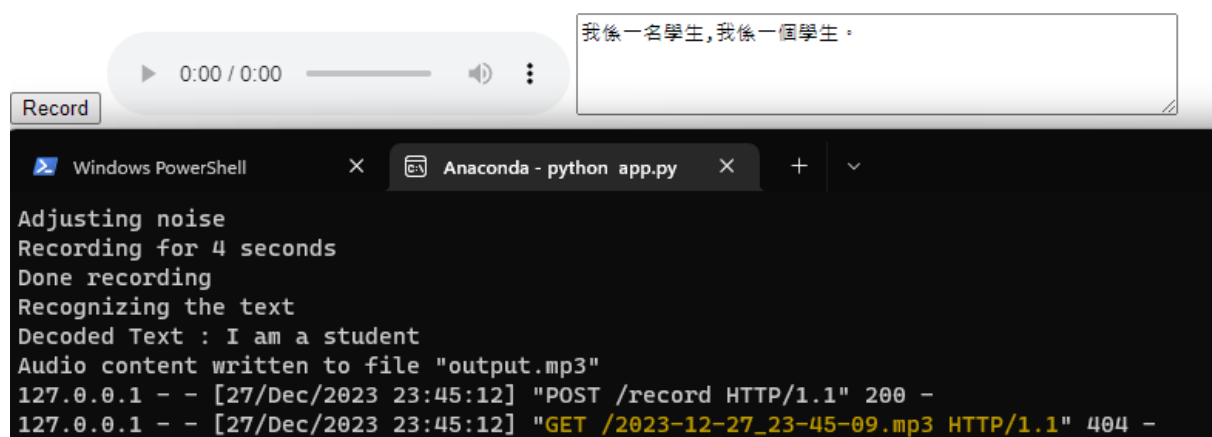 我係一名學生,我係一個學生。
0:00 / 0:00
Record
Windows PowerShell
Anaconda - python app.py
Adjusting noise
Recording for 4 seconds
Done recording
Recognizing the text
Decoded Text : I am a student
Audio content written to file "output.mp3"
127.0.0.1 - - [27/Dec/2023 23:45:12] "POST /record HTTP/1.1" 200 -
127.0.0.1 - - [27/Dec/2023 23:45:12] "GET /2023-12-27_23-45-09.mp3 HTTP/1.1" 404 -